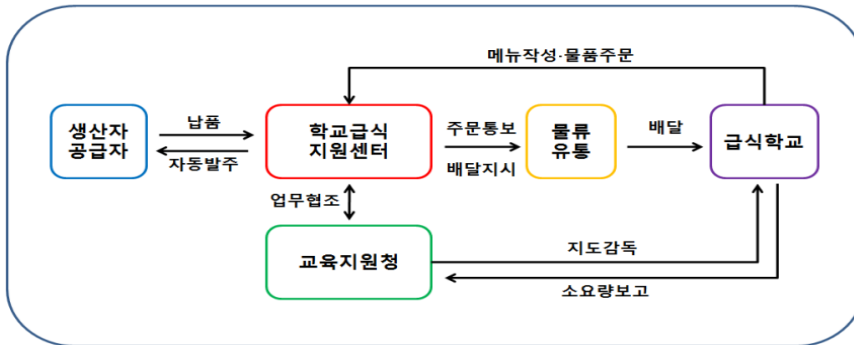 메뉴작성·물품주문
생산자
공급자
납품
자동발주
학교급식
지원센터
주문통보
배달지시
물류
유통
배달
급식학교
업무협조
교육지원청
지도감독
소요량보고